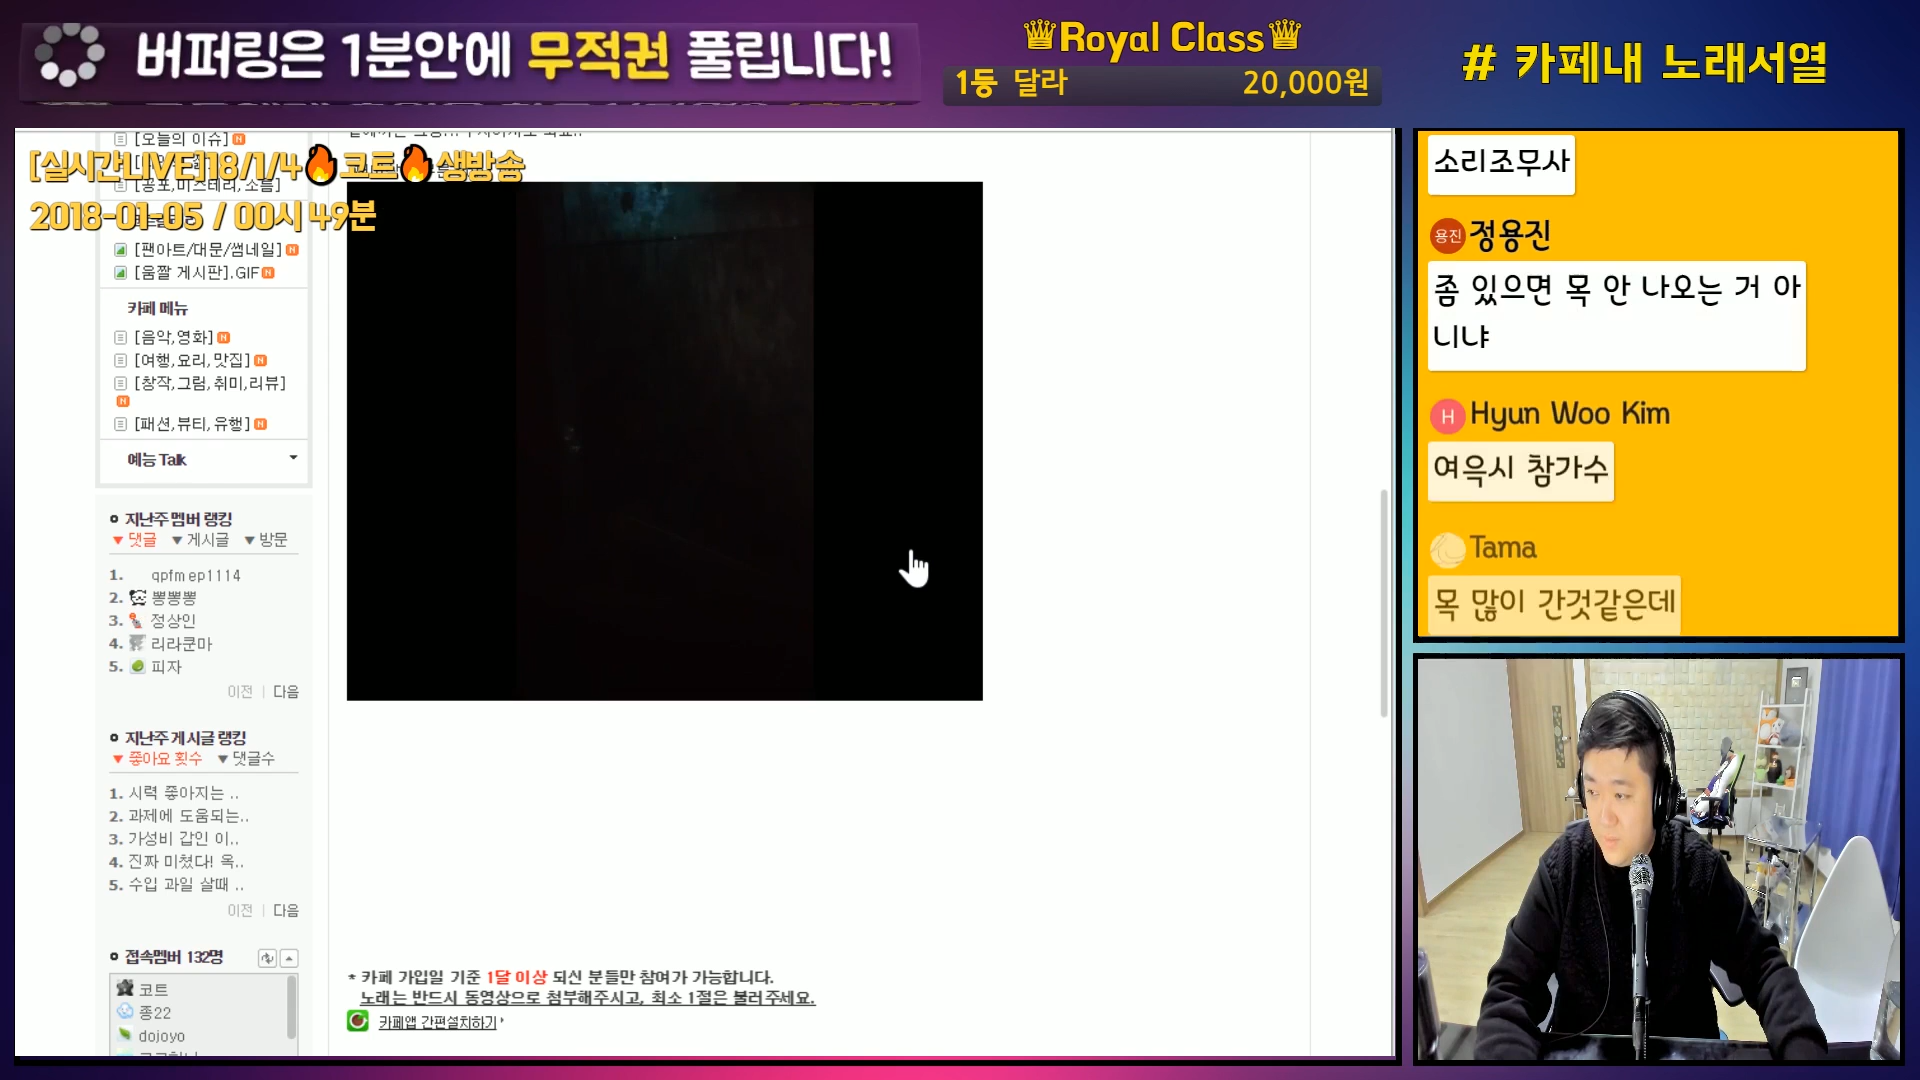 버퍼링은 1분안에 무적권 풀립니다!
♛Royal Class♛
1등 달라 20,000원
# 카페내 노래서열
[오늘의 이슈]
[실시간LIVE]18/1/4🔥코트🔥생방송
[공포,미스테리,소름]
2018-01-05 / 00시 49분
[팬아트/대문/썸네일]
[움짤 게시판].GIF
카페 메뉴
[음악,영화]
[여행,요리,맛집]
[창작,그림,취미,리뷰]
[패션,뷰티,유행]
예능 Talk
지난주 멤버 랭킹
▼댓글 ▼게시글 ▼방문
1. qpfmep1114
2. 뽕뽕뽕
3. 정상인
4. 리라쿤마
5. 피자
이전 | 다음
지난주 게시글 랭킹
▼좋아요 횟수 ▼댓글수
1. 시력 좋아지는 ..
2. 과제에 도움되는..
3. 가성비 갑인 이..
4. 진짜 미쳤다! 옥..
5. 수입 과일 살때 ..
이전 | 다음
접속멤버 132명
코트
종22
dojoyo
* 카페 가입일 기준 1달 이상 되신 분들만 참여가 가능합니다.
노래는 반드시 동영상으로 첨부해주시고, 최소 1절은 불러주세요.
카페앱 간편설치하기
소리조무사
용진 정용진
좀 있으면 목 안 나오는 거 아
니냐
H Hyun Woo Kim
여윽시 참가수
Tama
목 많이 간것같은데